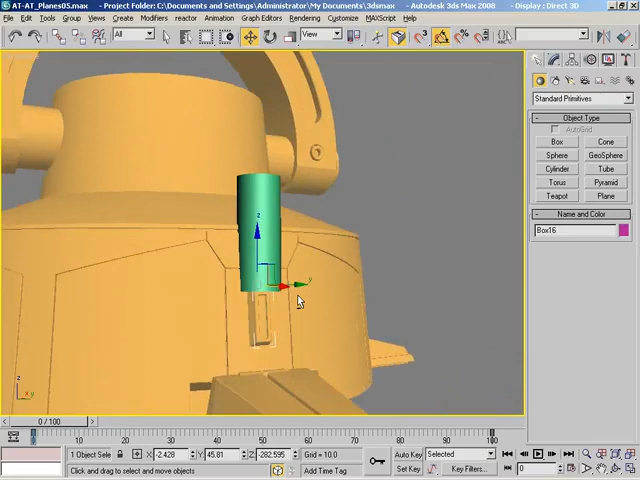 AT-AT_Planes05.max - Project Folder: C:\Documents and Settings\Administrator\My Documents\3dsmax - Autodesk 3ds Max 2008 - Display : Direct 3D
File Edit Tools Group Views Create Modifiers reactor Animation Graph Editors Rendering Customize MAXScript Help
All View
Standard Primitives
- Object Type
AutoGrid
Box Cone
Sphere GeoSphere
Cylinder Tube
Torus Pyramid
Teapot Plane
- Name and Color
Box16
z
y
z
x y
0 / 100
0 10 20 30 40 50 60 70 80 90 100
1 Object Sele X: -2.428 Y: 45.81 Z: -282.595 Grid = 10.0 Auto Key Selected
Click and drag to select and move objects Add Time Tag Set Key Key Filters... 0